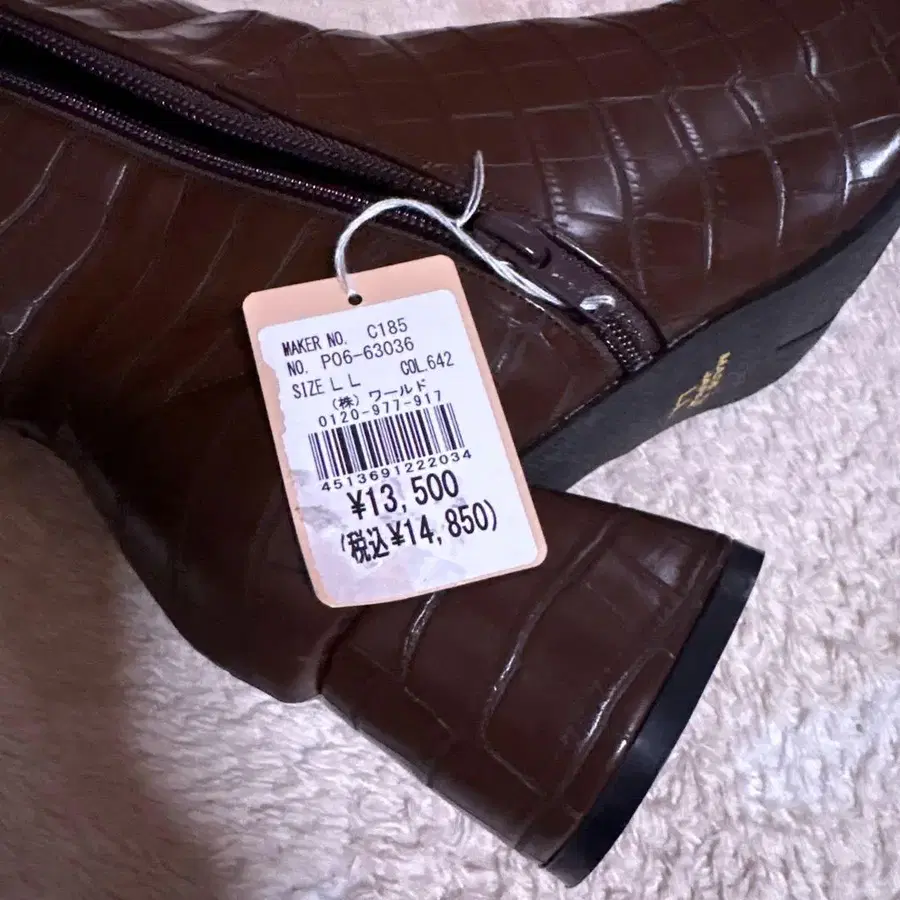 MAKER NO. C185
NO. P06-63036
SIZE L L COL.642
(株) ワールド
0120-977-917
4513691222034
¥13,500
(税込¥14,850)